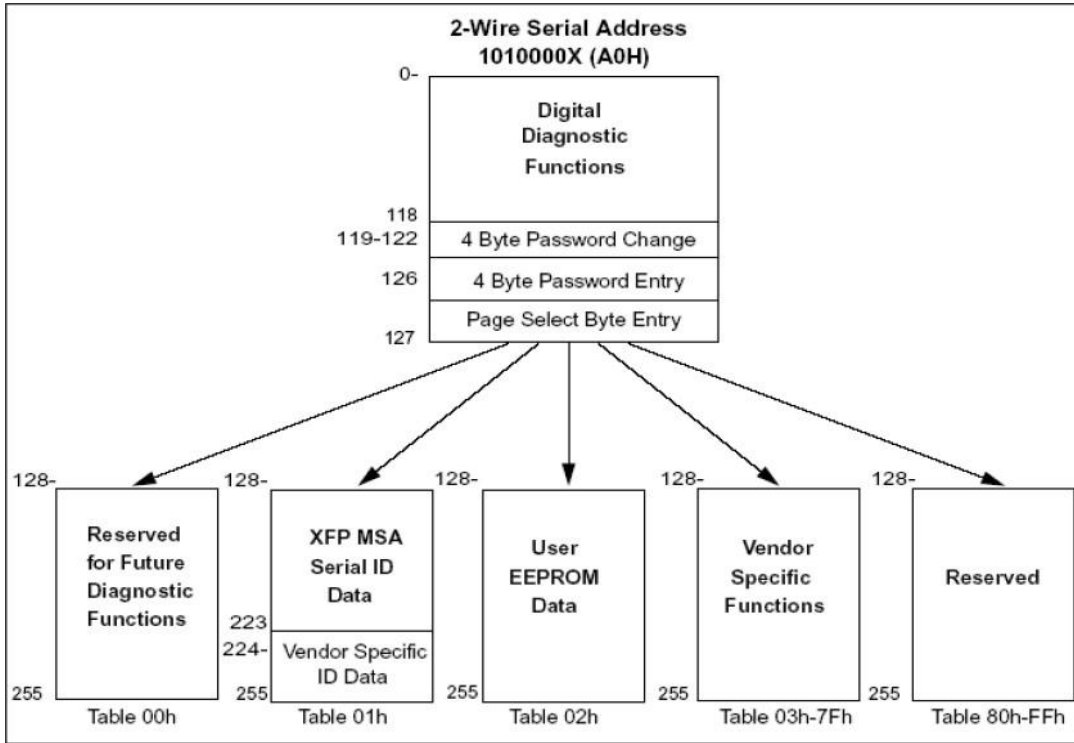 2-Wire Serial Address
1010000X (A0H)
0-
Digital
Diagnostic
Functions
118
119-122
4 Byte Password Change
126
4 Byte Password Entry
Page Select Byte Entry
127
128-
128-
128-
128-
128-
Reserved
for Future
Diagnostic
Functions
XFP MSA
Serial ID
Data
User
EEPROM
Data
Vendor
Specific
Functions
Reserved
223
224-
Vendor Specific
ID Data
255
255
255
255
255
Table 00h
Table 01h
Table 02h
Table 03h-7Fh
Table 80h-FFh